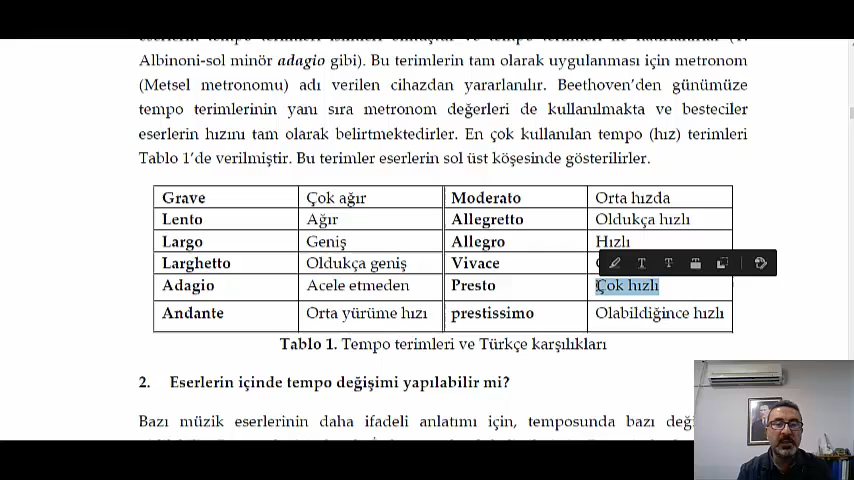 Albinoni-sol minör adagio gibi). Bu terimlerin tam olarak uygulanması için metronom
(Metsel metronomu) adı verilen cihazdan yararlanılır. Beethoven'den günümüze
tempo terimlerinin yanı sıra metronom değerleri de kullanılmakta ve besteciler
eserlerin hızını tam olarak belirtmektedirler. En çok kullanılan tempo (hız) terimleri
Tablo 1'de verilmiştir. Bu terimler eserlerin sol üst köşesinde gösterilirler.
Grave Çok ağır Moderato Orta hızda
Lento Ağır Allegretto Oldukça hızlı
Largo Geniş Allegro Hızlı
Larghetto Oldukça geniş Vivace
Adagio Acele etmeden Presto Çok hızlı
Andante Orta yürüme hızı prestissimo Olabildiğince hızlı
Tablo 1. Tempo terimleri ve Türkçe karşılıkları
2. Eserlerin içinde tempo değişimi yapılabilir mi?
Bazı müzik eserlerinin daha ifadeli anlatımı için, temposunda bazı